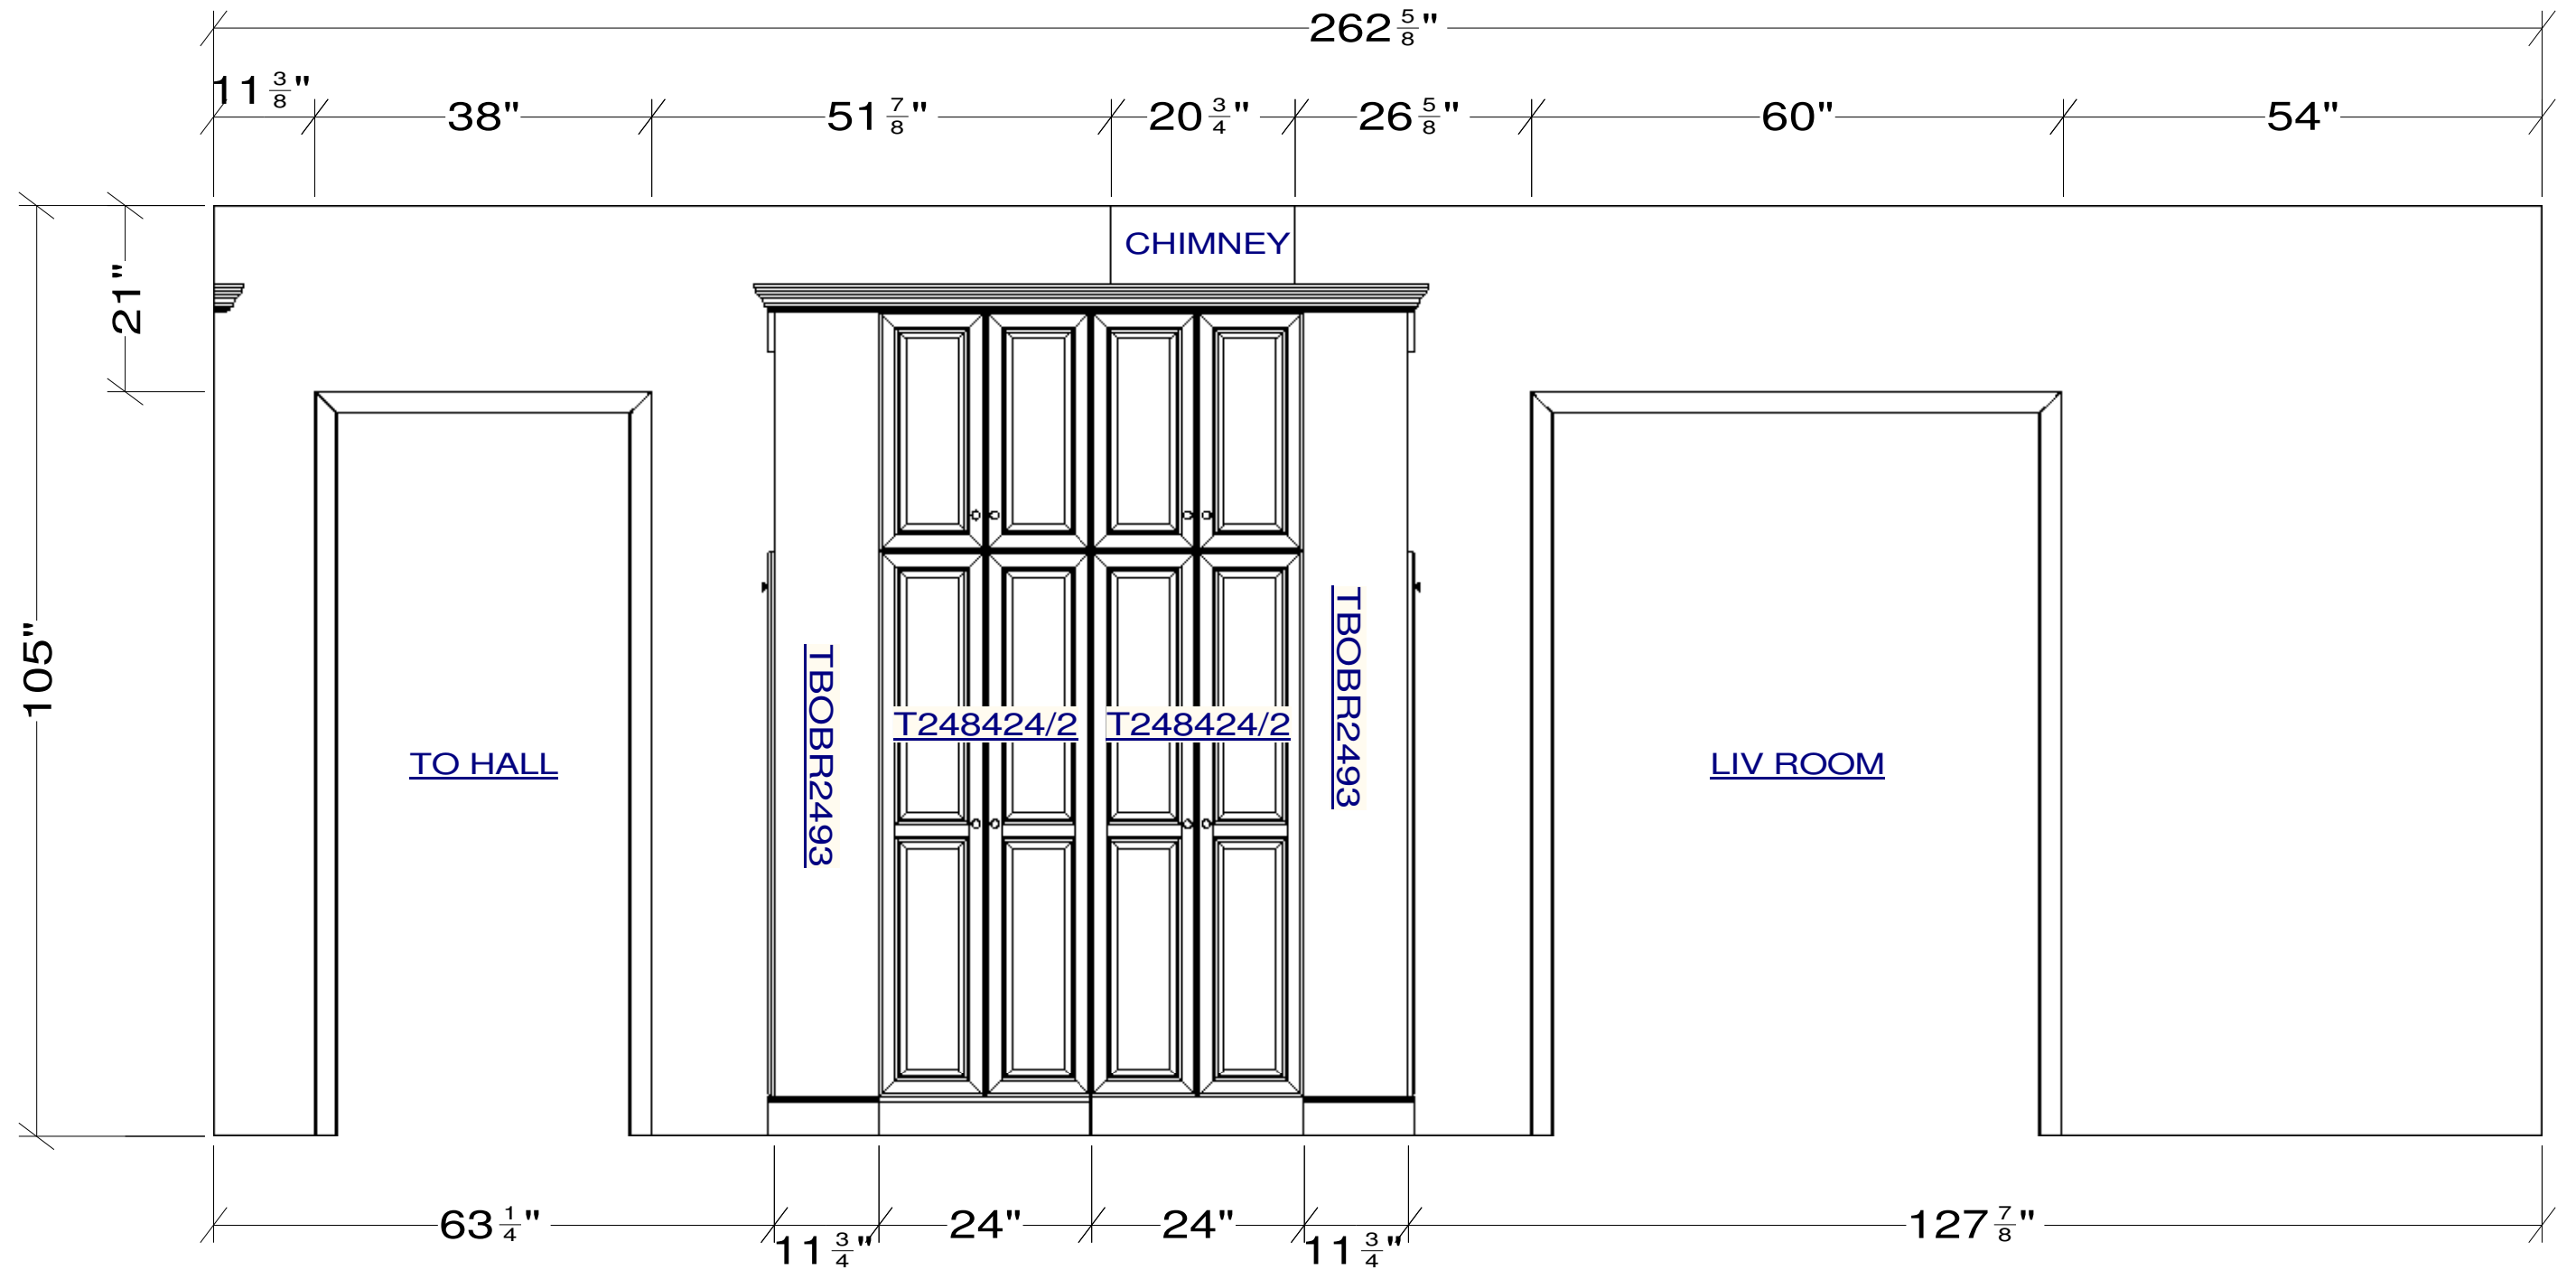 262 5/8"
11 3/8"
38"
51 7/8"
20 3/4"
26 5/8"
60"
54"
CHIMNEY
21"
105"
TBOBR2493
T248424/2
T248424/2
TBOBR2493
TO HALL
LIV ROOM
63 1/4"
11 3/4"
24"
24"
11 3/4"
127 7/8"